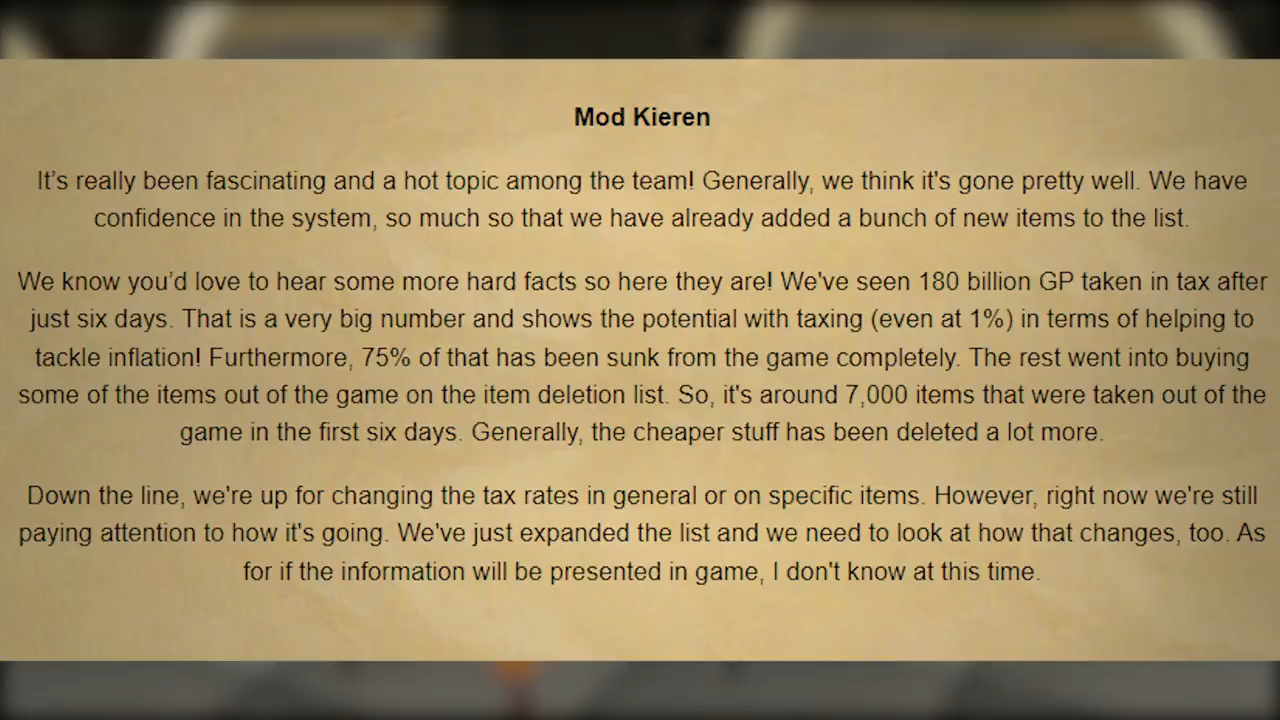 Mod Kieren
It's really been fascinating and a hot topic among the team! Generally, we think it's gone pretty well. We have
confidence in the system, so much so that we have already added a bunch of new items to the list.
We know you’d love to hear some more hard facts so here they are! We've seen 180 billion GP taken in tax after
just six days. That is a very big number and shows the potential with taxing (even at 1%) in terms of helping to
tackle inflation! Furthermore, 75% of that has been sunk from the game completely. The rest went into buying
some of the items out of the game on the item deletion list. So, it's around 7,000 items that were taken out of the
game in the first six days. Generally, the cheaper stuff has been deleted a lot more.
Down the line, we're up for changing the tax rates in general or on specific items. However, right now we're still
paying attention to how it's going. We've just expanded the list and we need to look at how that changes, too. As
for if the information will be presented in game, I don't know at this time.